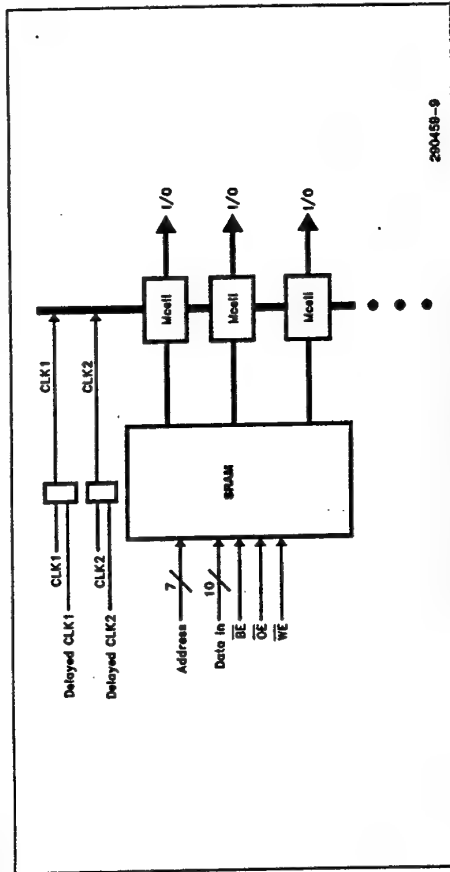 CLK1
Delayed CLK1
CLK1
CLK2
Delayed CLK2
CLK2
Address
7
Data in
10
BE
OE
WE
SRAM
Mcell
I/O
Mcell
I/O
Mcell
I/O
290459-9